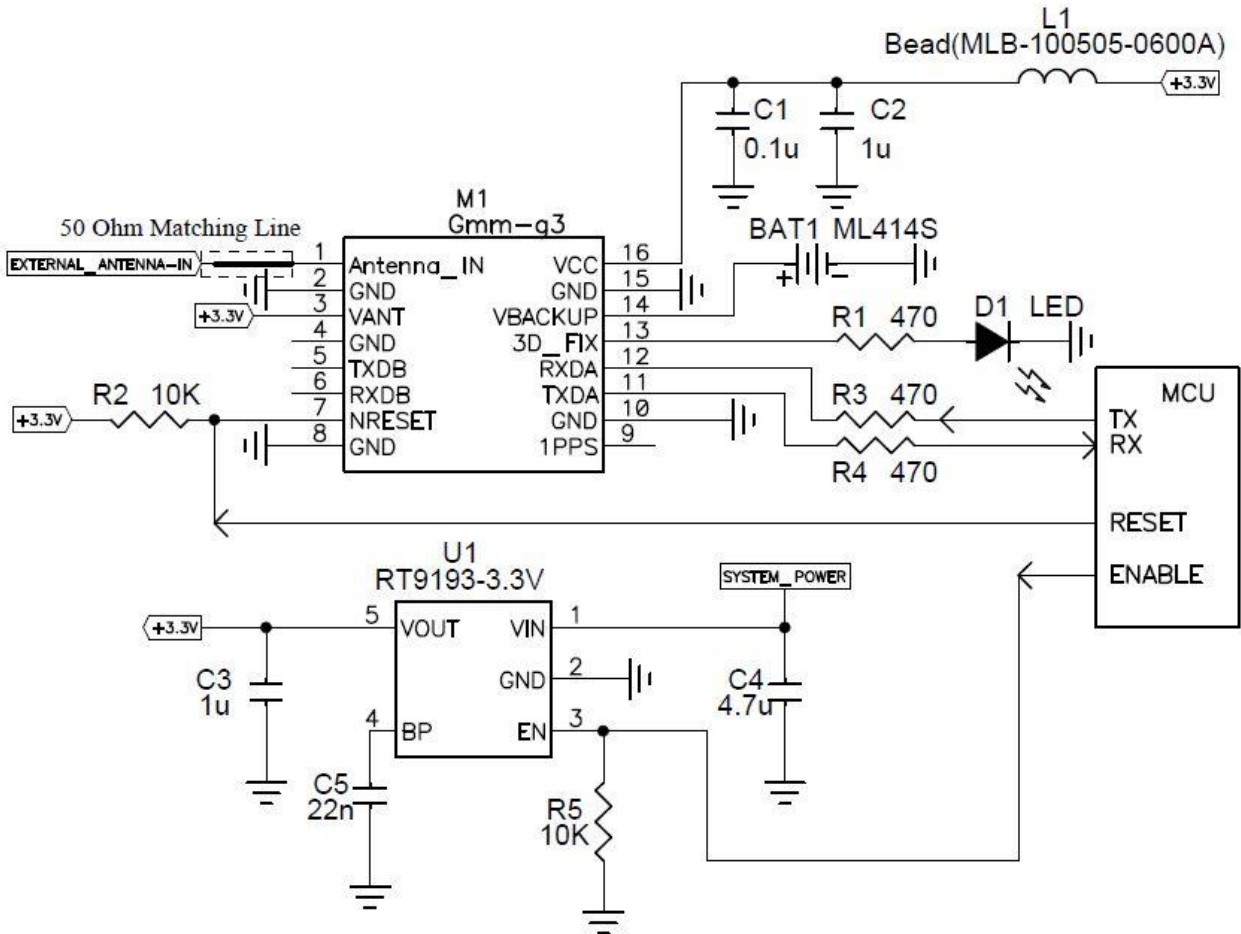 L1
Bead(MLB-100505-0600A)
+3.3V
C1
0.1u
C2
1u
M1
Gmm-g3
50 Ohm Matching Line
EXTERNAL_ANTENNA-IN
BAT1 ML414S
+ -
1 Antenna_IN
2 GND
3 VANT
4 GND
5 TXDB
6 RXDB
7 NRESET
8 GND
VCC 16
GND 15
VBACKUP 14
3D_FIX 13
RXDA 12
TXDA 11
GND 10
1PPS 9
+3.3V
R2 10K
+3.3V
R1 470
D1 LED
R3 470
R4 470
MCU
TX
RX
RESET
ENABLE
U1
RT9193-3.3V
SYSTEM_POWER
+3.3V
5 VOUT
VIN 1
GND 2
4 BP
EN 3
C3
1u
C4
4.7u
C5
22n
R5
10K